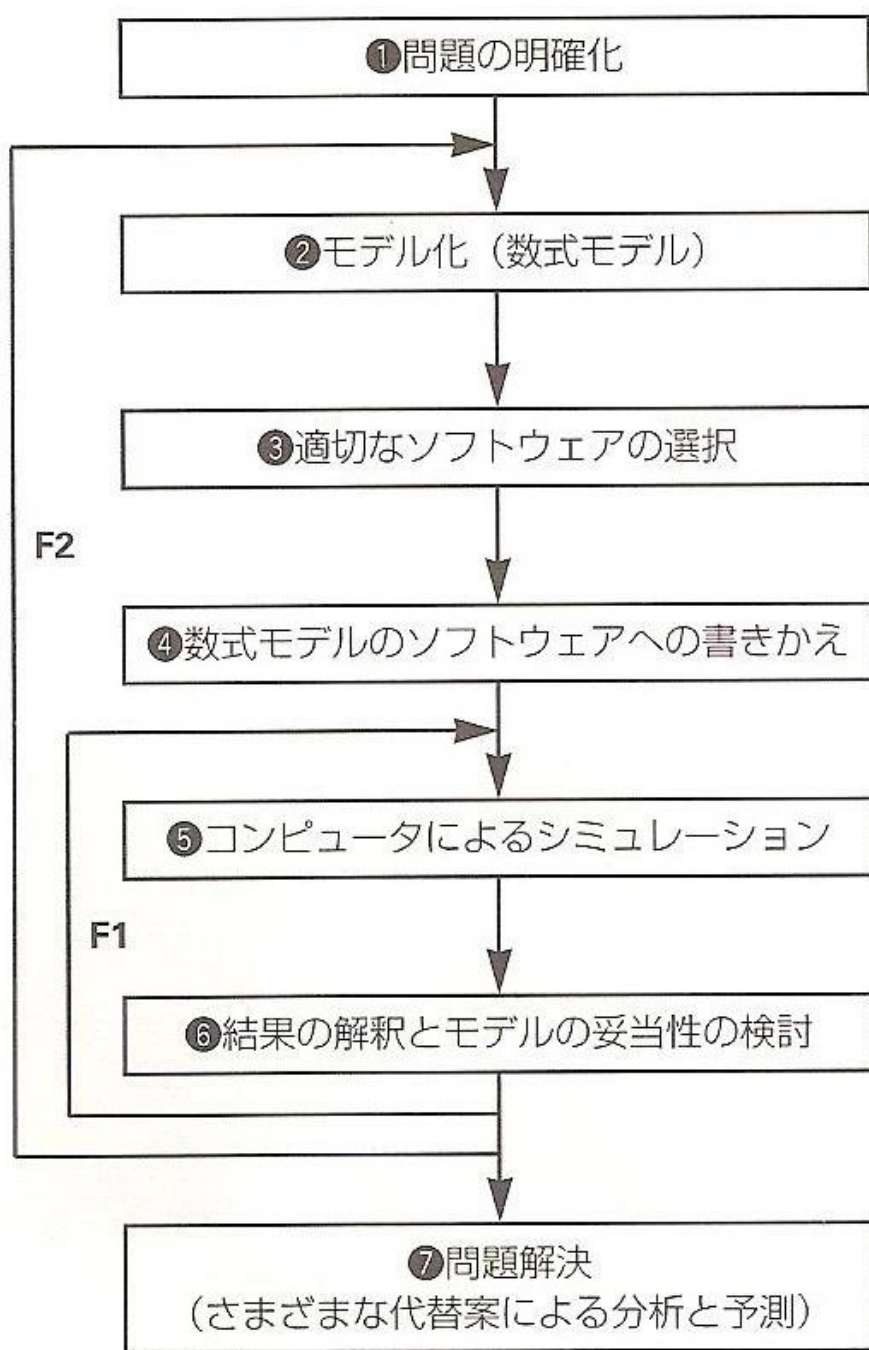 ❶問題の明確化
❷モデル化（数式モデル）
❸適切なソフトウェアの選択
F2
❹数式モデルのソフトウェアへの書きかえ
❺コンピュータによるシミュレーション
F1
❻結果の解釈とモデルの妥当性の検討
❼問題解決
（さまざまな代替案による分析と予測）